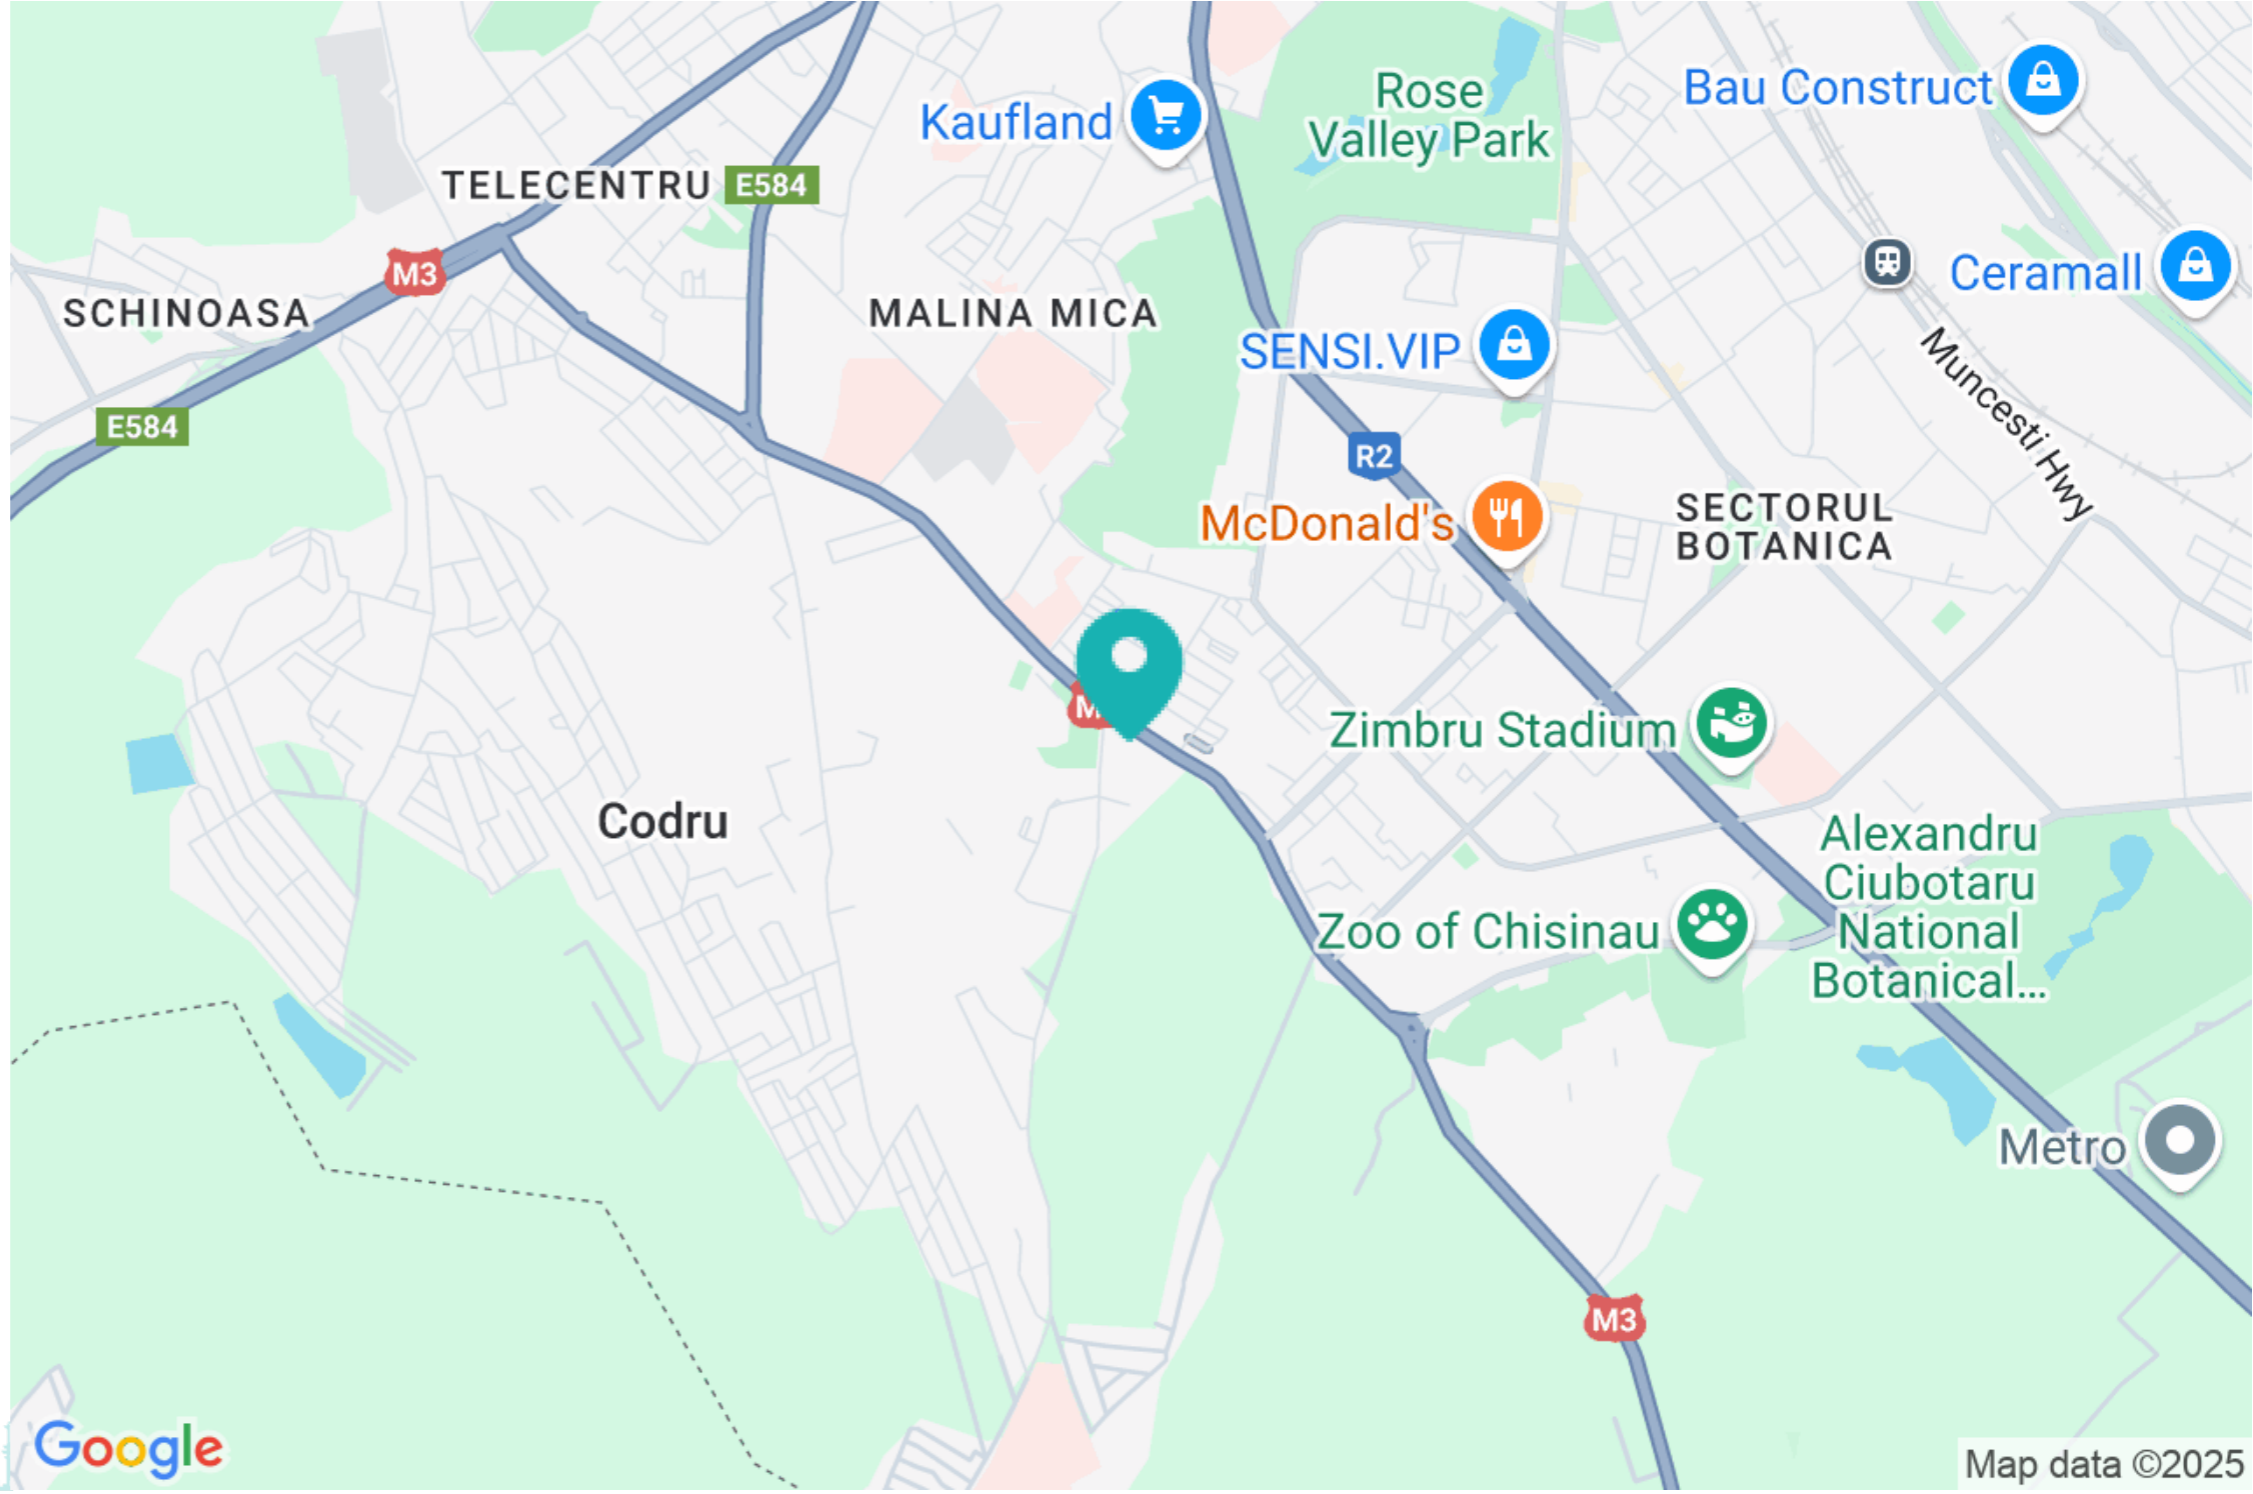 Rose
Valley Park
Bau Construct
Kaufland
TELECENTRU
E584
M3
Ceramall
SCHINOASA
MALINA MICA
SENSI.VIP
Muncesti Hwy
E584
R2
McDonald's
SECTORUL
BOTANICA
Zimbru Stadium
Codru
Alexandru
Ciubotaru
National
Botanical...
Zoo of Chisinau
Metro
M3
Google
Map data ©2025